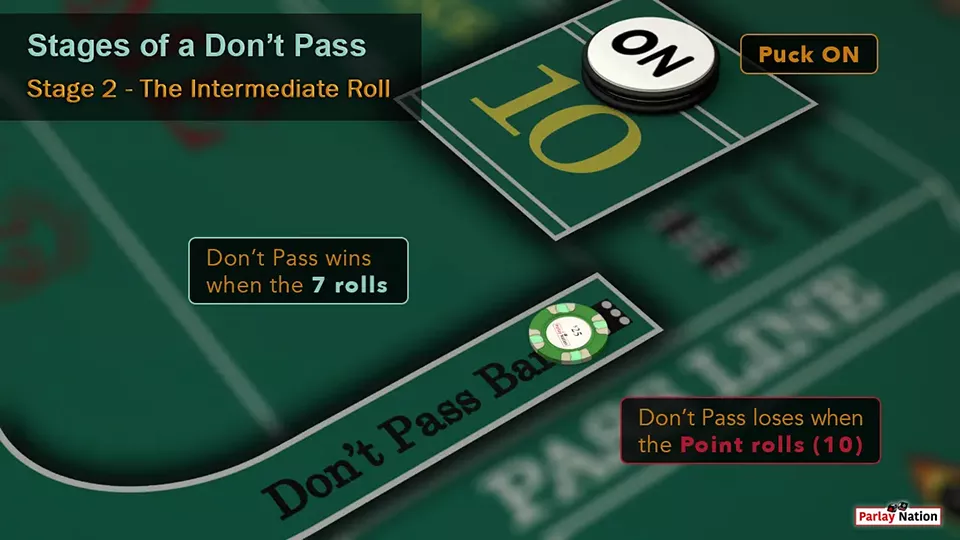 Stages of a Don't Pass
Stage 2 - The Intermediate Roll
ON
Puck ON
10
Don't Pass wins
when the 7 rolls
$25
Don't Pass Bar
PASS LINE
Don't Pass loses when
the Point rolls (10)
Parlay Nation